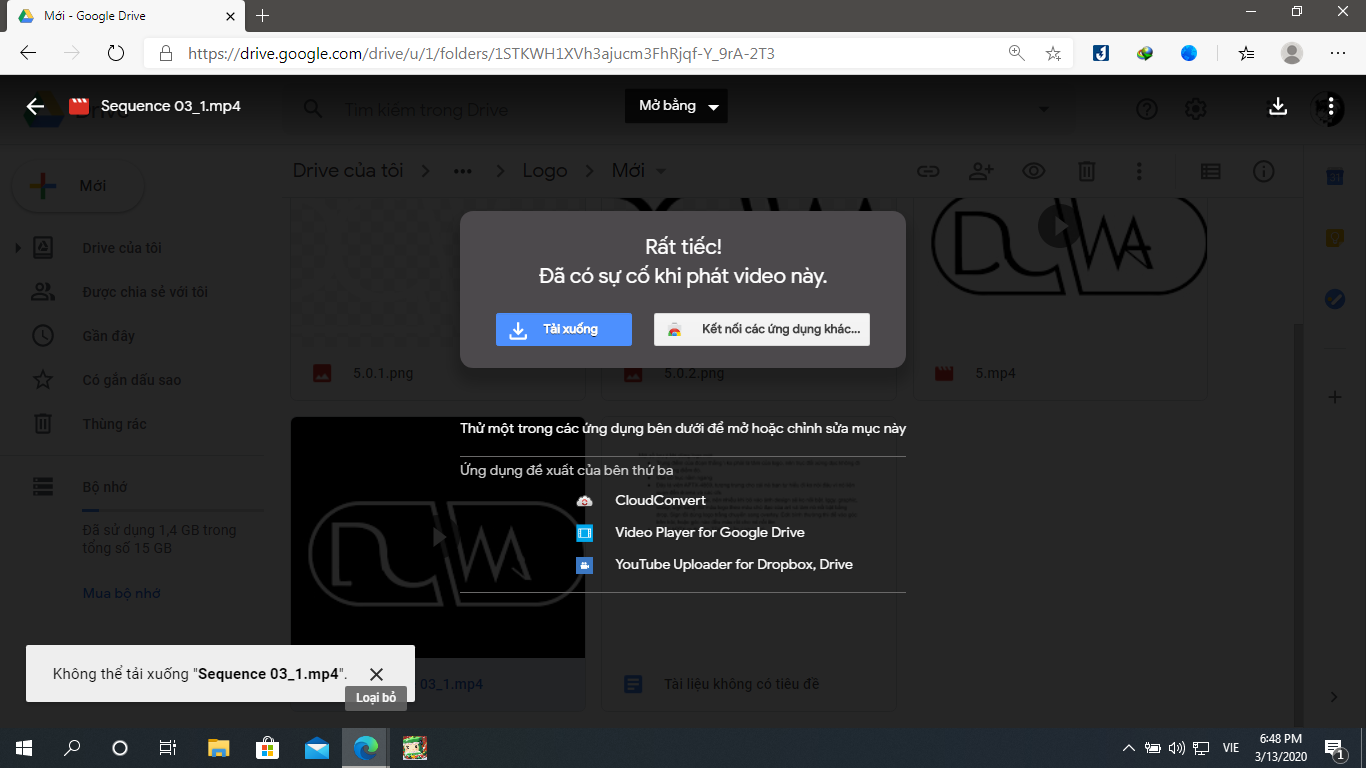 Mới - Google Drive
https://drive.google.com/drive/u/1/folders/1STKWH1XVh3ajucm3FhRjqf-Y_9rA-2T3
Sequence 03_1.mp4
Tìm kiếm trong Drive
Mở bằng
Mới
Drive của tôi
Logo
Mới
Drive của tôi
Được chia sẻ với tôi
Gần đây
Có gắn dấu sao
Thùng rác
Bộ nhớ
Đã sử dụng 1,4 GB trong
tổng số 15 GB
Mua bộ nhớ
Rất tiếc!
Đã có sự cố khi phát video này.
Tải xuống
Kết nối các ứng dụng khác...
5.0.1.png
5.0.2.png
5.mp4
Thử một trong các ứng dụng bên dưới để mở hoặc chỉnh sửa mục này
Ứng dụng đề xuất của bên thứ ba
CloudConvert
Video Player for Google Drive
YouTube Uploader for Dropbox, Drive
03_1.mp4
Tài liệu không có tiêu đề
Không thể tải xuống "Sequence 03_1.mp4".
Loại bỏ
VIE
6:48 PM
3/13/2020
1